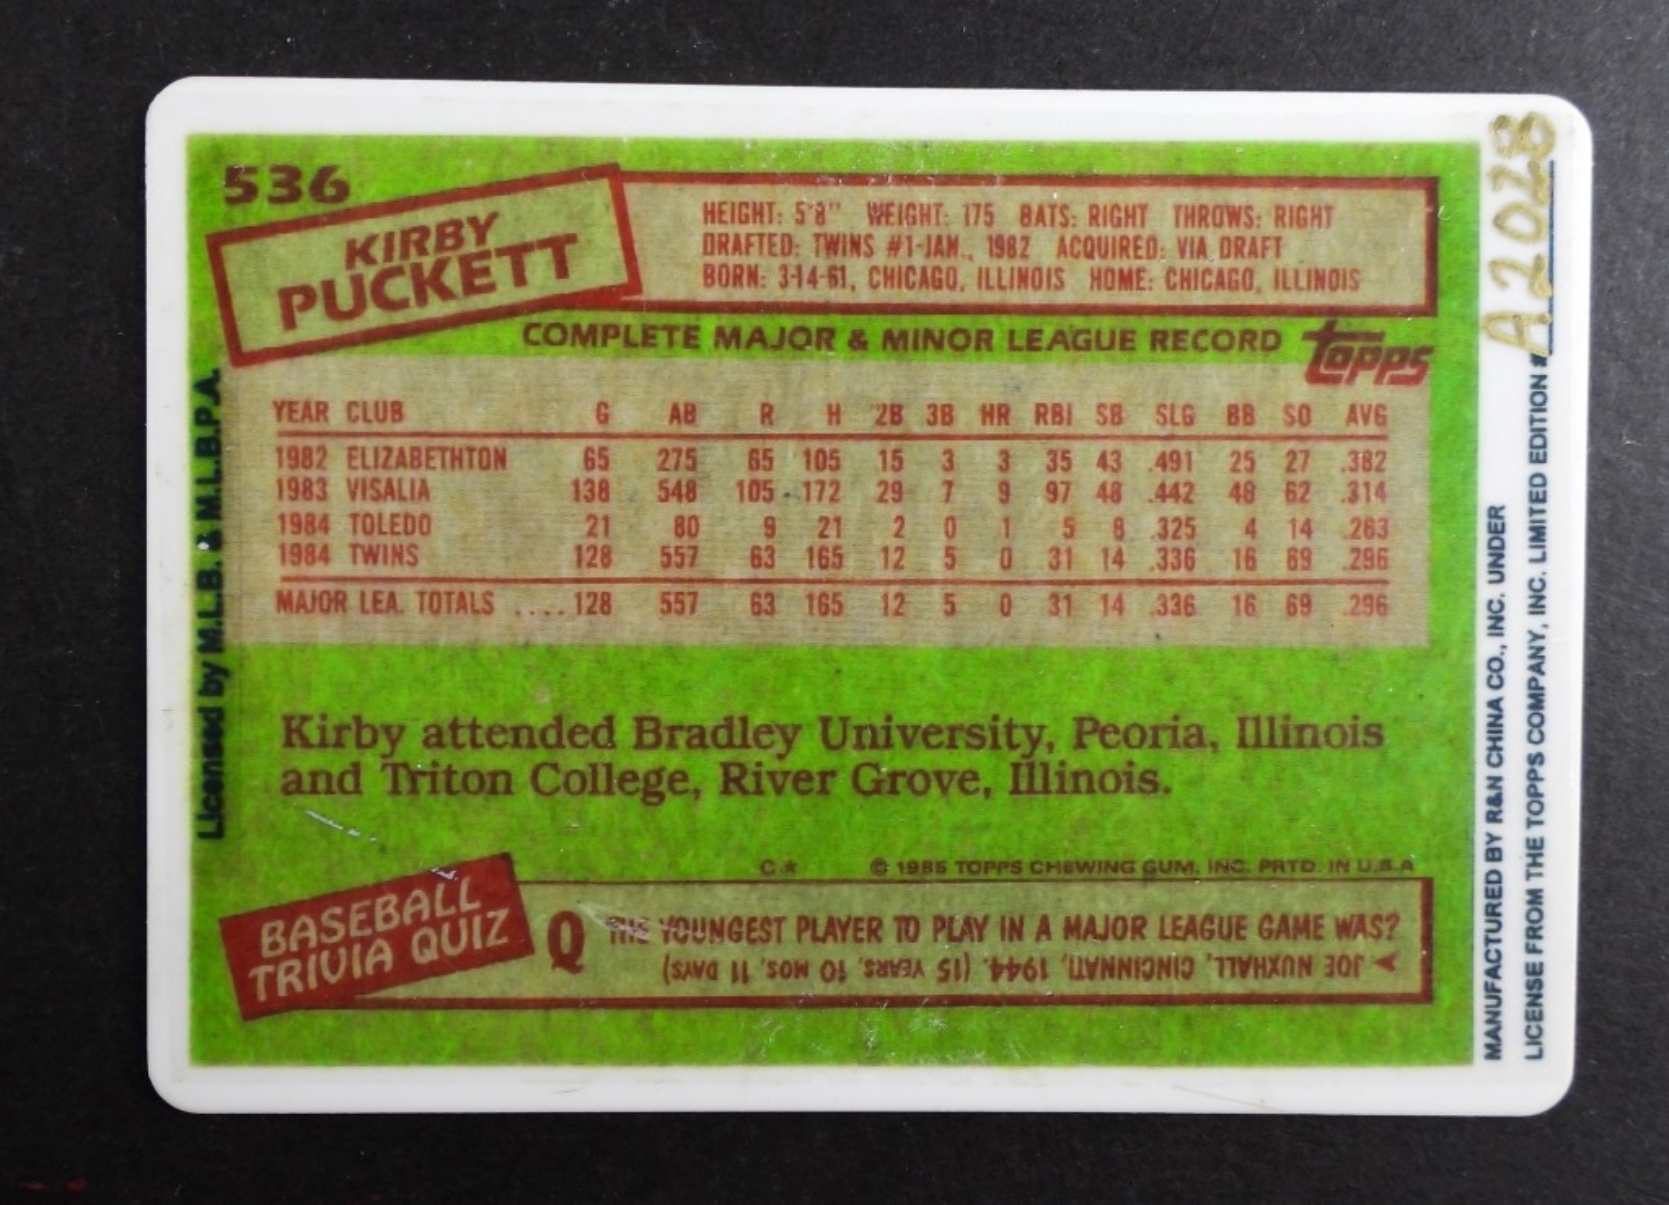 536
KIRBY
PUCKETT
HEIGHT: 5'8" WEIGHT: 175 BATS: RIGHT THROWS: RIGHT
DRAFTED: TWINS #1-JAN., 1982 ACQUIRED: VIA DRAFT
BORN: 3-14-61, CHICAGO, ILLINOIS HOME: CHICAGO, ILLINOIS
COMPLETE MAJOR & MINOR LEAGUE RECORD topps
YEAR CLUB G AB R H 2B 3B HR RBI SB SLG BB SO AVG
1982 ELIZABETHTON 65 275 65 105 15 3 3 35 43 .491 25 27 .382
1983 VISALIA 138 548 105 172 29 7 9 97 48 .442 46 62 .314
1984 TOLEDO 21 80 9 21 2 0 1 5 8 .325 4 14 .263
1984 TWINS 128 557 63 165 12 5 0 31 14 .336 16 69 .296
MAJOR LEA. TOTALS .... 128 557 63 165 12 5 0 31 14 .336 16 69 .296
Kirby attended Bradley University, Peoria, Illinois
and Triton College, River Grove, Illinois.
C* © 1985 TOPPS CHEWING GUM, INC. PRTD. IN U.S.A
BASEBALL
TRIVIA QUIZ
Q THE YOUNGEST PLAYER TO PLAY IN A MAJOR LEAGUE GAME WAS?
JOE NUXHALL, CINCINNATI, 1944. (15 YEARS, 10 MOS. 11 DAYS)
Licensed by M.L.B. & M.L.B.P.A.
MANUFACTURED BY R&N CHINA CO., INC. UNDER
LICENSE FROM THE TOPPS COMPANY, INC. LIMITED EDITION # A2028